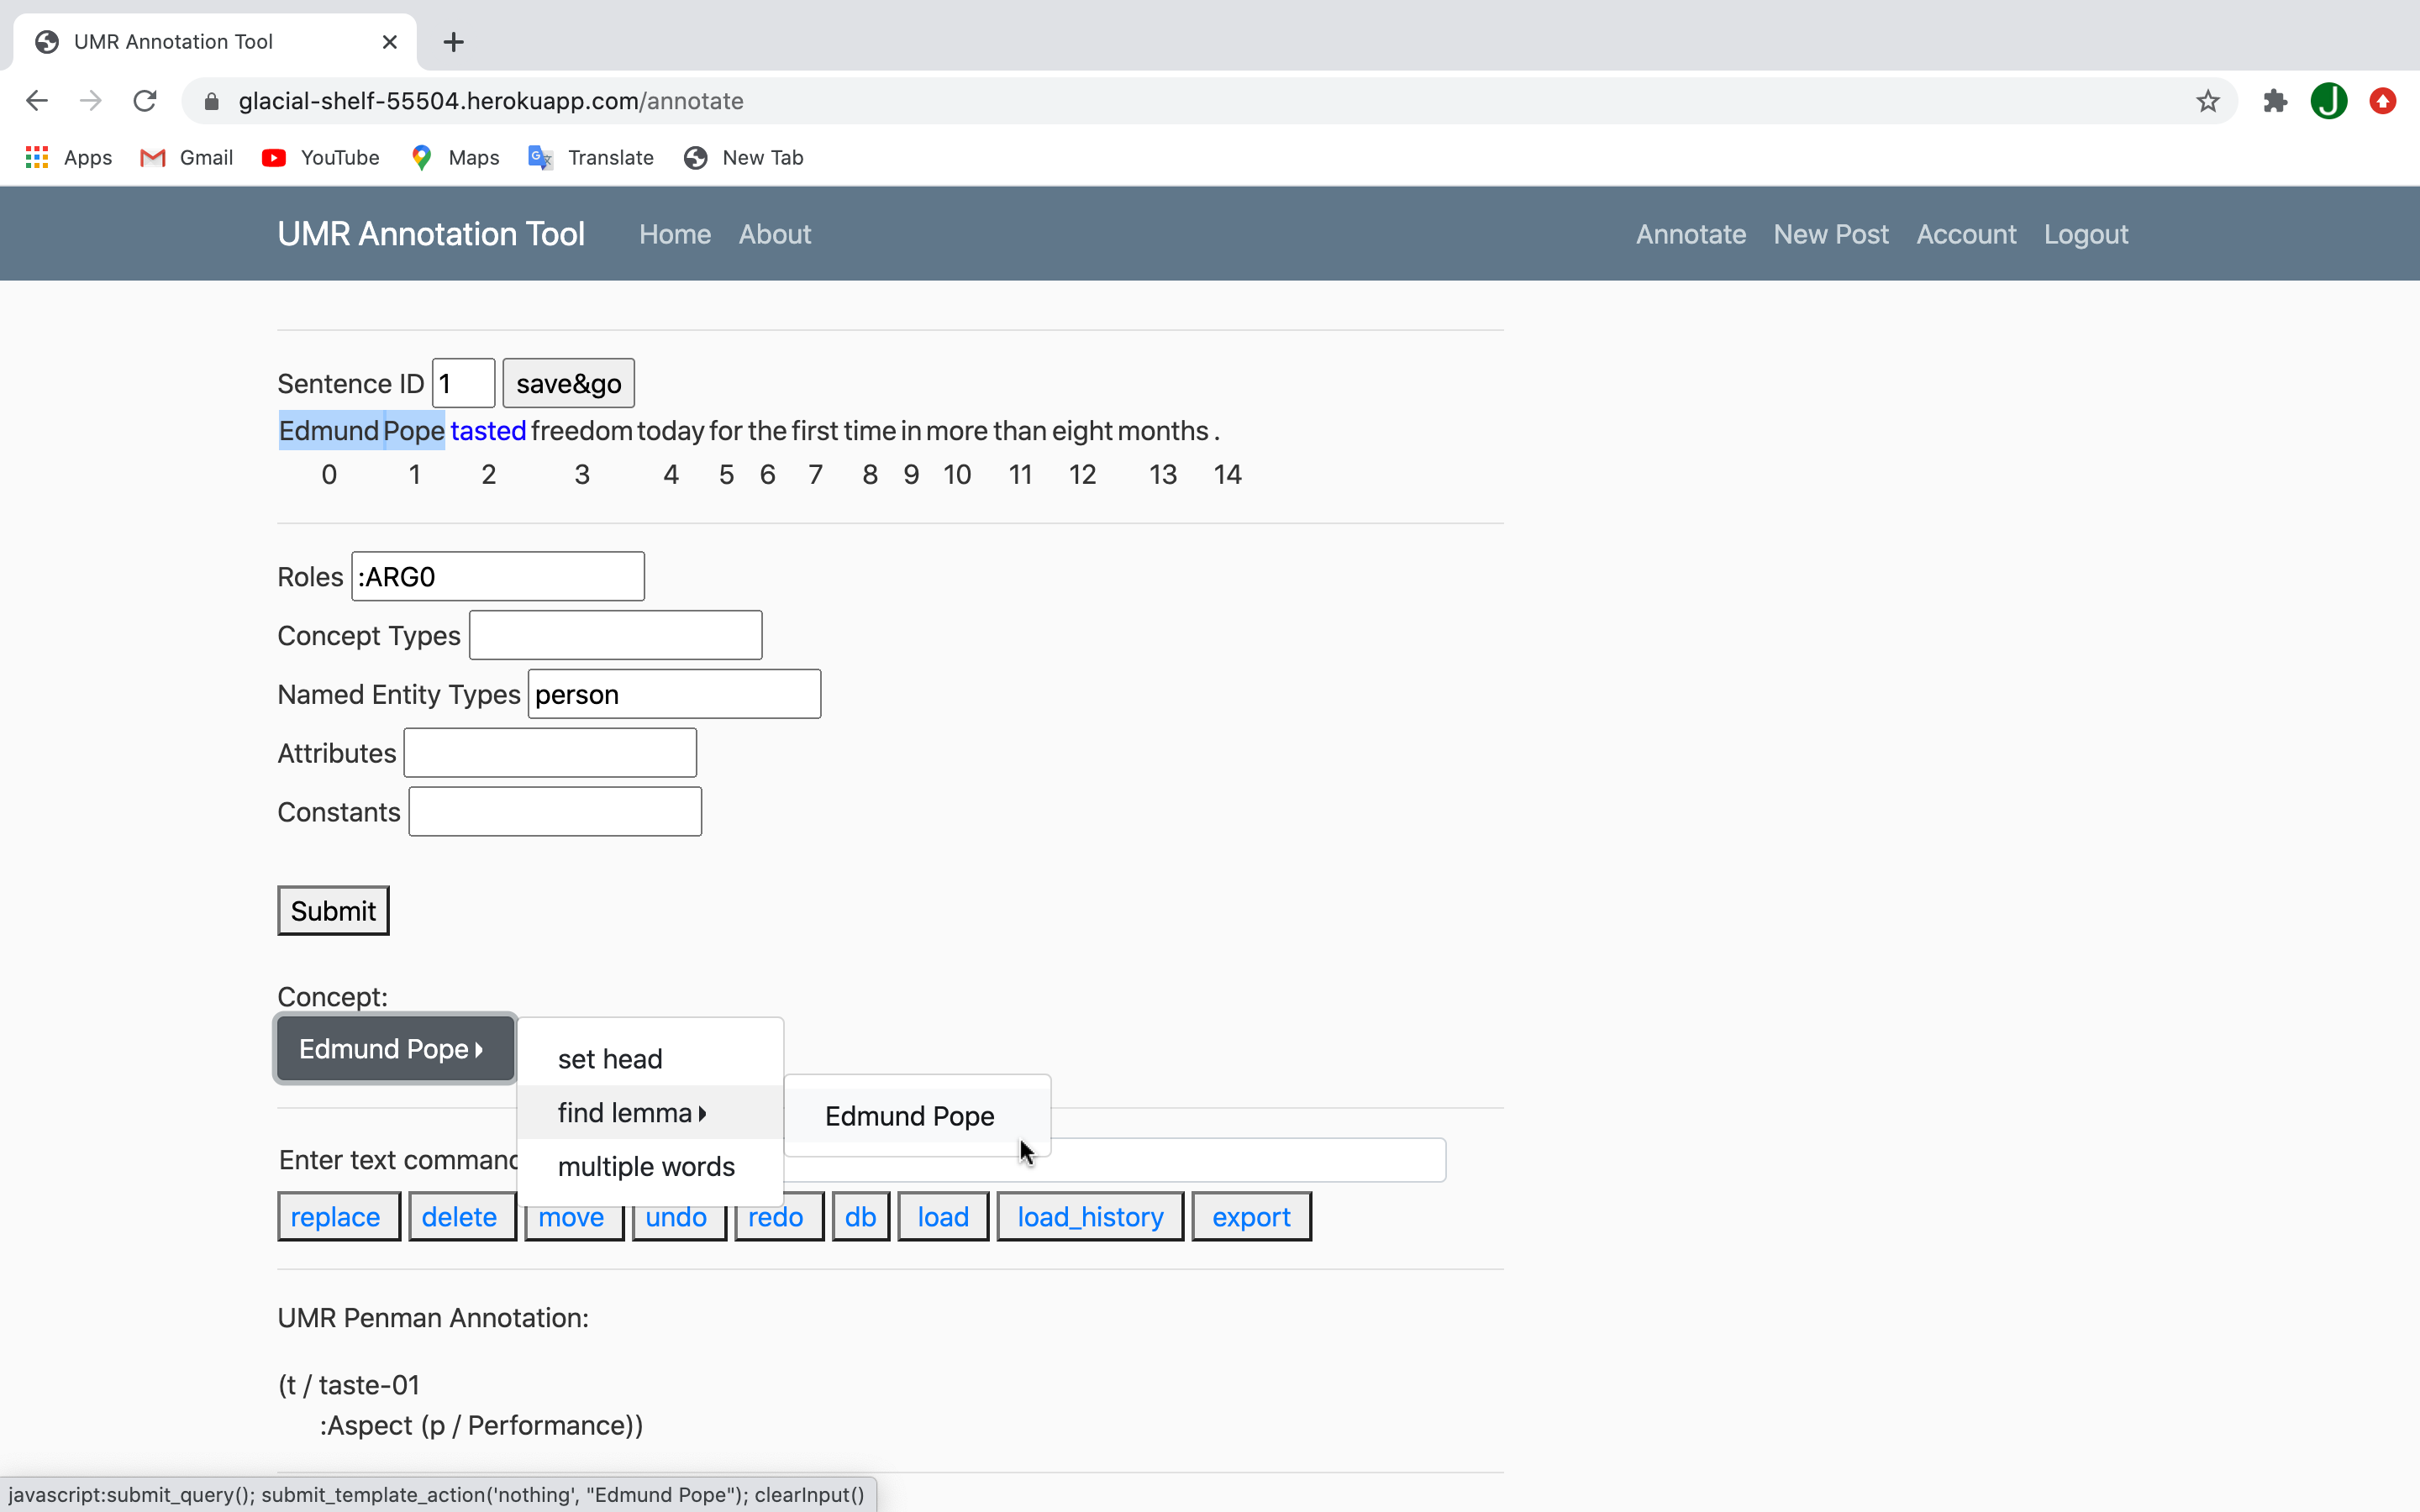 UMR Annotation Tool
glacial-shelf-55504.herokuapp.com/annotate
J
Apps Gmail YouTube Maps Translate New Tab
UMR Annotation Tool Home About Annotate New Post Account Logout
Sentence ID 1 save&go
Edmund Pope tasted freedom today for the first time in more than eight months .
0 1 2 3 4 5 6 7 8 9 10 11 12 13 14
Roles :ARG0
Concept Types
Named Entity Types person
Attributes
Constants
Submit
Concept:
Edmund Pope
set head
find lemma
Edmund Pope
multiple words
Enter text command
replace delete move undo redo db load load_history export
UMR Penman Annotation:
(t / taste-01
:Aspect (p / Performance))
javascript:submit_query(); submit_template_action('nothing', "Edmund Pope"); clearInput()